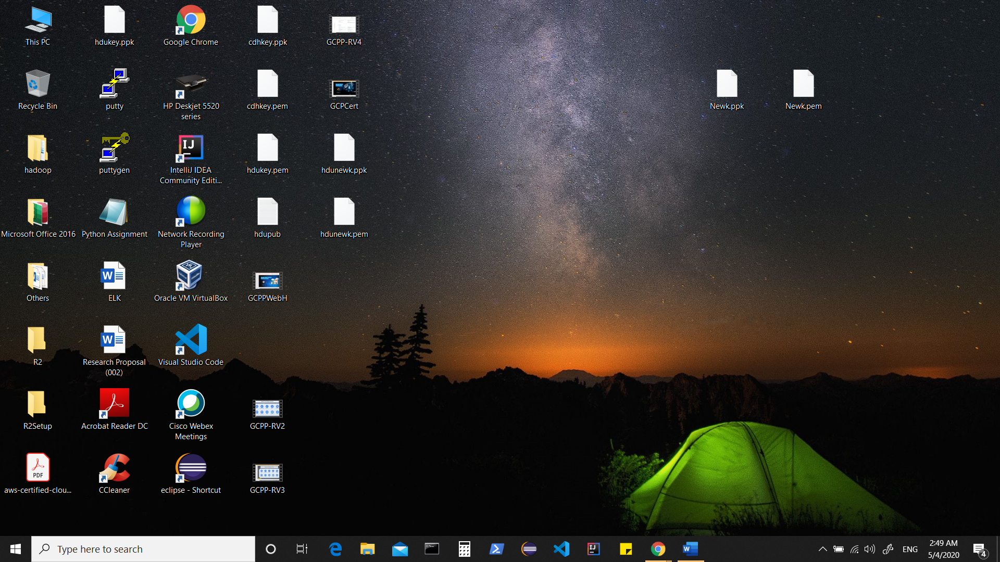 This PC
hdukey.ppk
Google Chrome
cdhkey.ppk
GCPP-RV4
Recycle Bin
putty
HP Deskjet 5520
series
cdhkey.pem
GCPCert
Newk.ppk
Newk.pem
hadoop
puttygen
IJ
IntelliJ IDEA
Community Editi...
hdukey.pem
hdunewk.ppk
Microsoft Office 2016
Python Assignment
Network Recording
Player
hdupub
hdunewk.pem
Others
W
ELK
Oracle VM VirtualBox
GCPPWebH
R2
W
Research Proposal
(002)
Visual Studio Code
R2Setup
Acrobat Reader DC
Cisco Webex
Meetings
GCPP-RV2
PDF
aws-certified-clou...
CCleaner
eclipse - Shortcut
GCPP-RV3
Type here to search
IJ
W
ENG
2:49 AM
5/4/2020
4